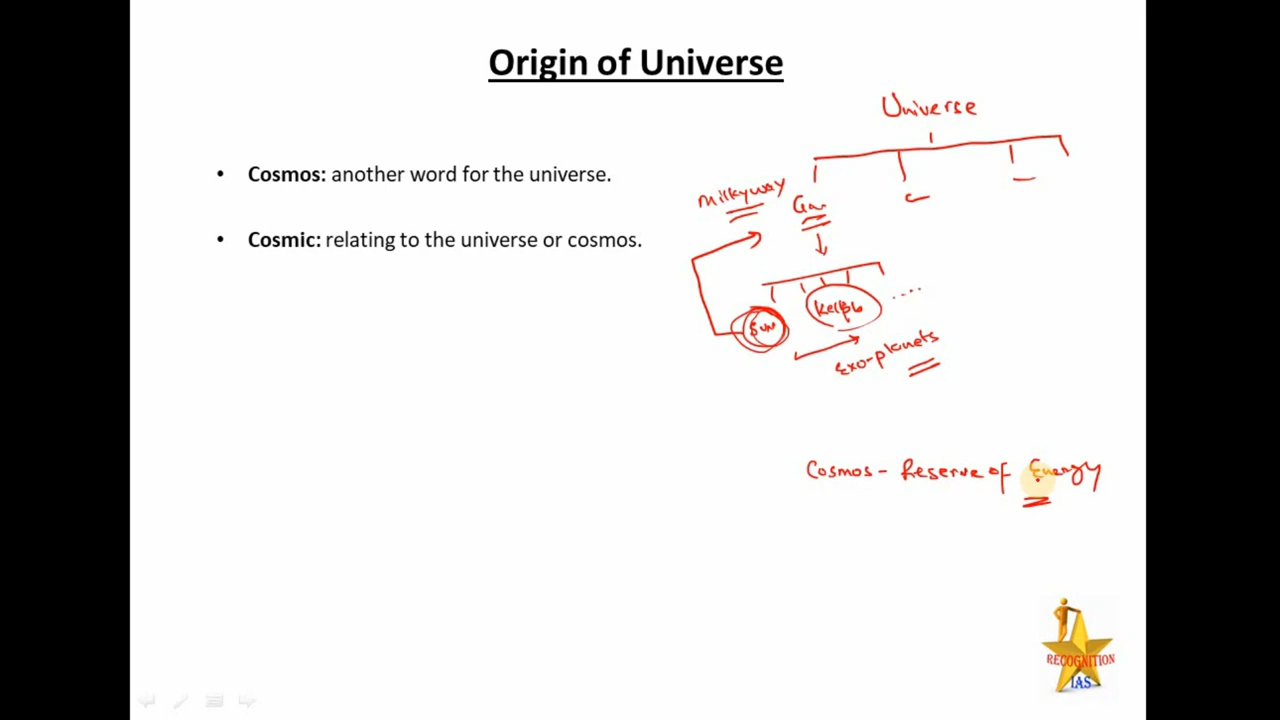 Origin of Universe
Universe
• Cosmos: another word for the universe.
Milkyway
• Cosmic: relating to the universe or cosmos.
Sun
Exo-planets
Cosmos - Reserve of Energy
RECOGNITION
IAS